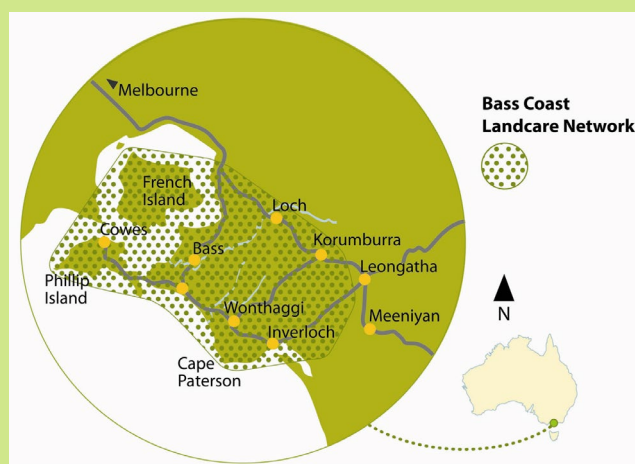 Melbourne
Bass Coast
Landcare Network
French
Island
Loch
Cowes
Bass
Korumburra
Leongatha
Phillip
Island
Wonthaggi
Meeniyan
N
Inverloch
Cape
Paterson